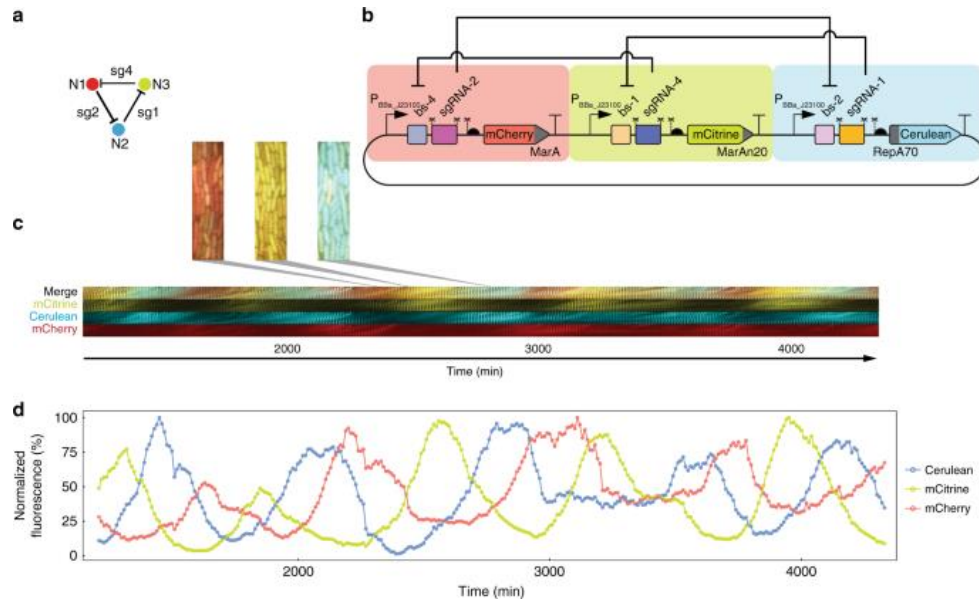 a
sg4
N1
N3
sg2
sg1
N2
b
P
BBa_J23100
bs-4
sgRNA-2
mCherry
MarA
P
BBa_J23100
bs-1
sgRNA-4
mCitrine
MarAn20
P
BBa_J23100
bs-2
sgRNA-1
Cerulean
RepA70
c
Merge
mCitrine
Cerulean
mCherry
2000 3000 4000
Time (min)
d
Normalized
fluorescence (%)
100
75
50
25
0
2000 3000 4000
Time (min)
Cerulean
mCitrine
mCherry